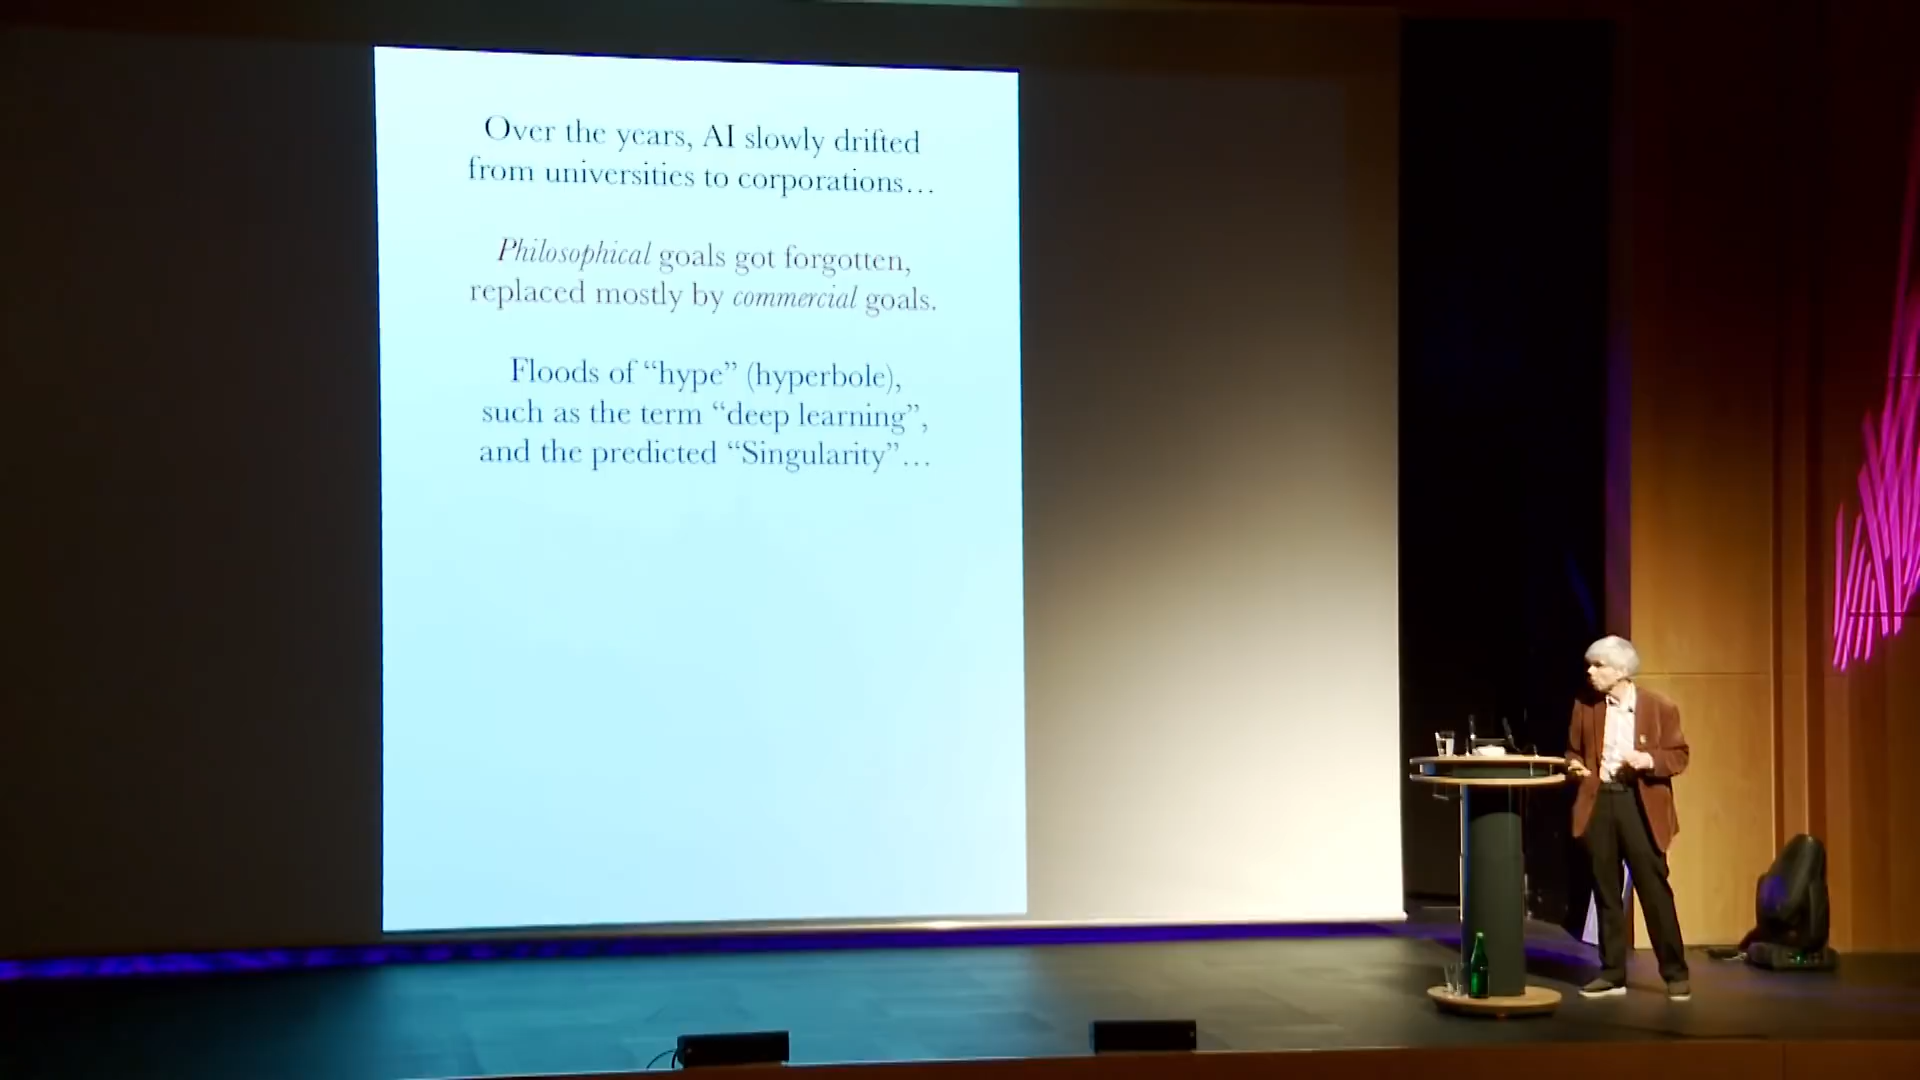 Over the years, AI slowly drifted
from universities to corporations…
Philosophical goals got forgotten,
replaced mostly by commercial goals.
Floods of “hype” (hyperbole),
such as the term “deep learning”,
and the predicted “Singularity”…